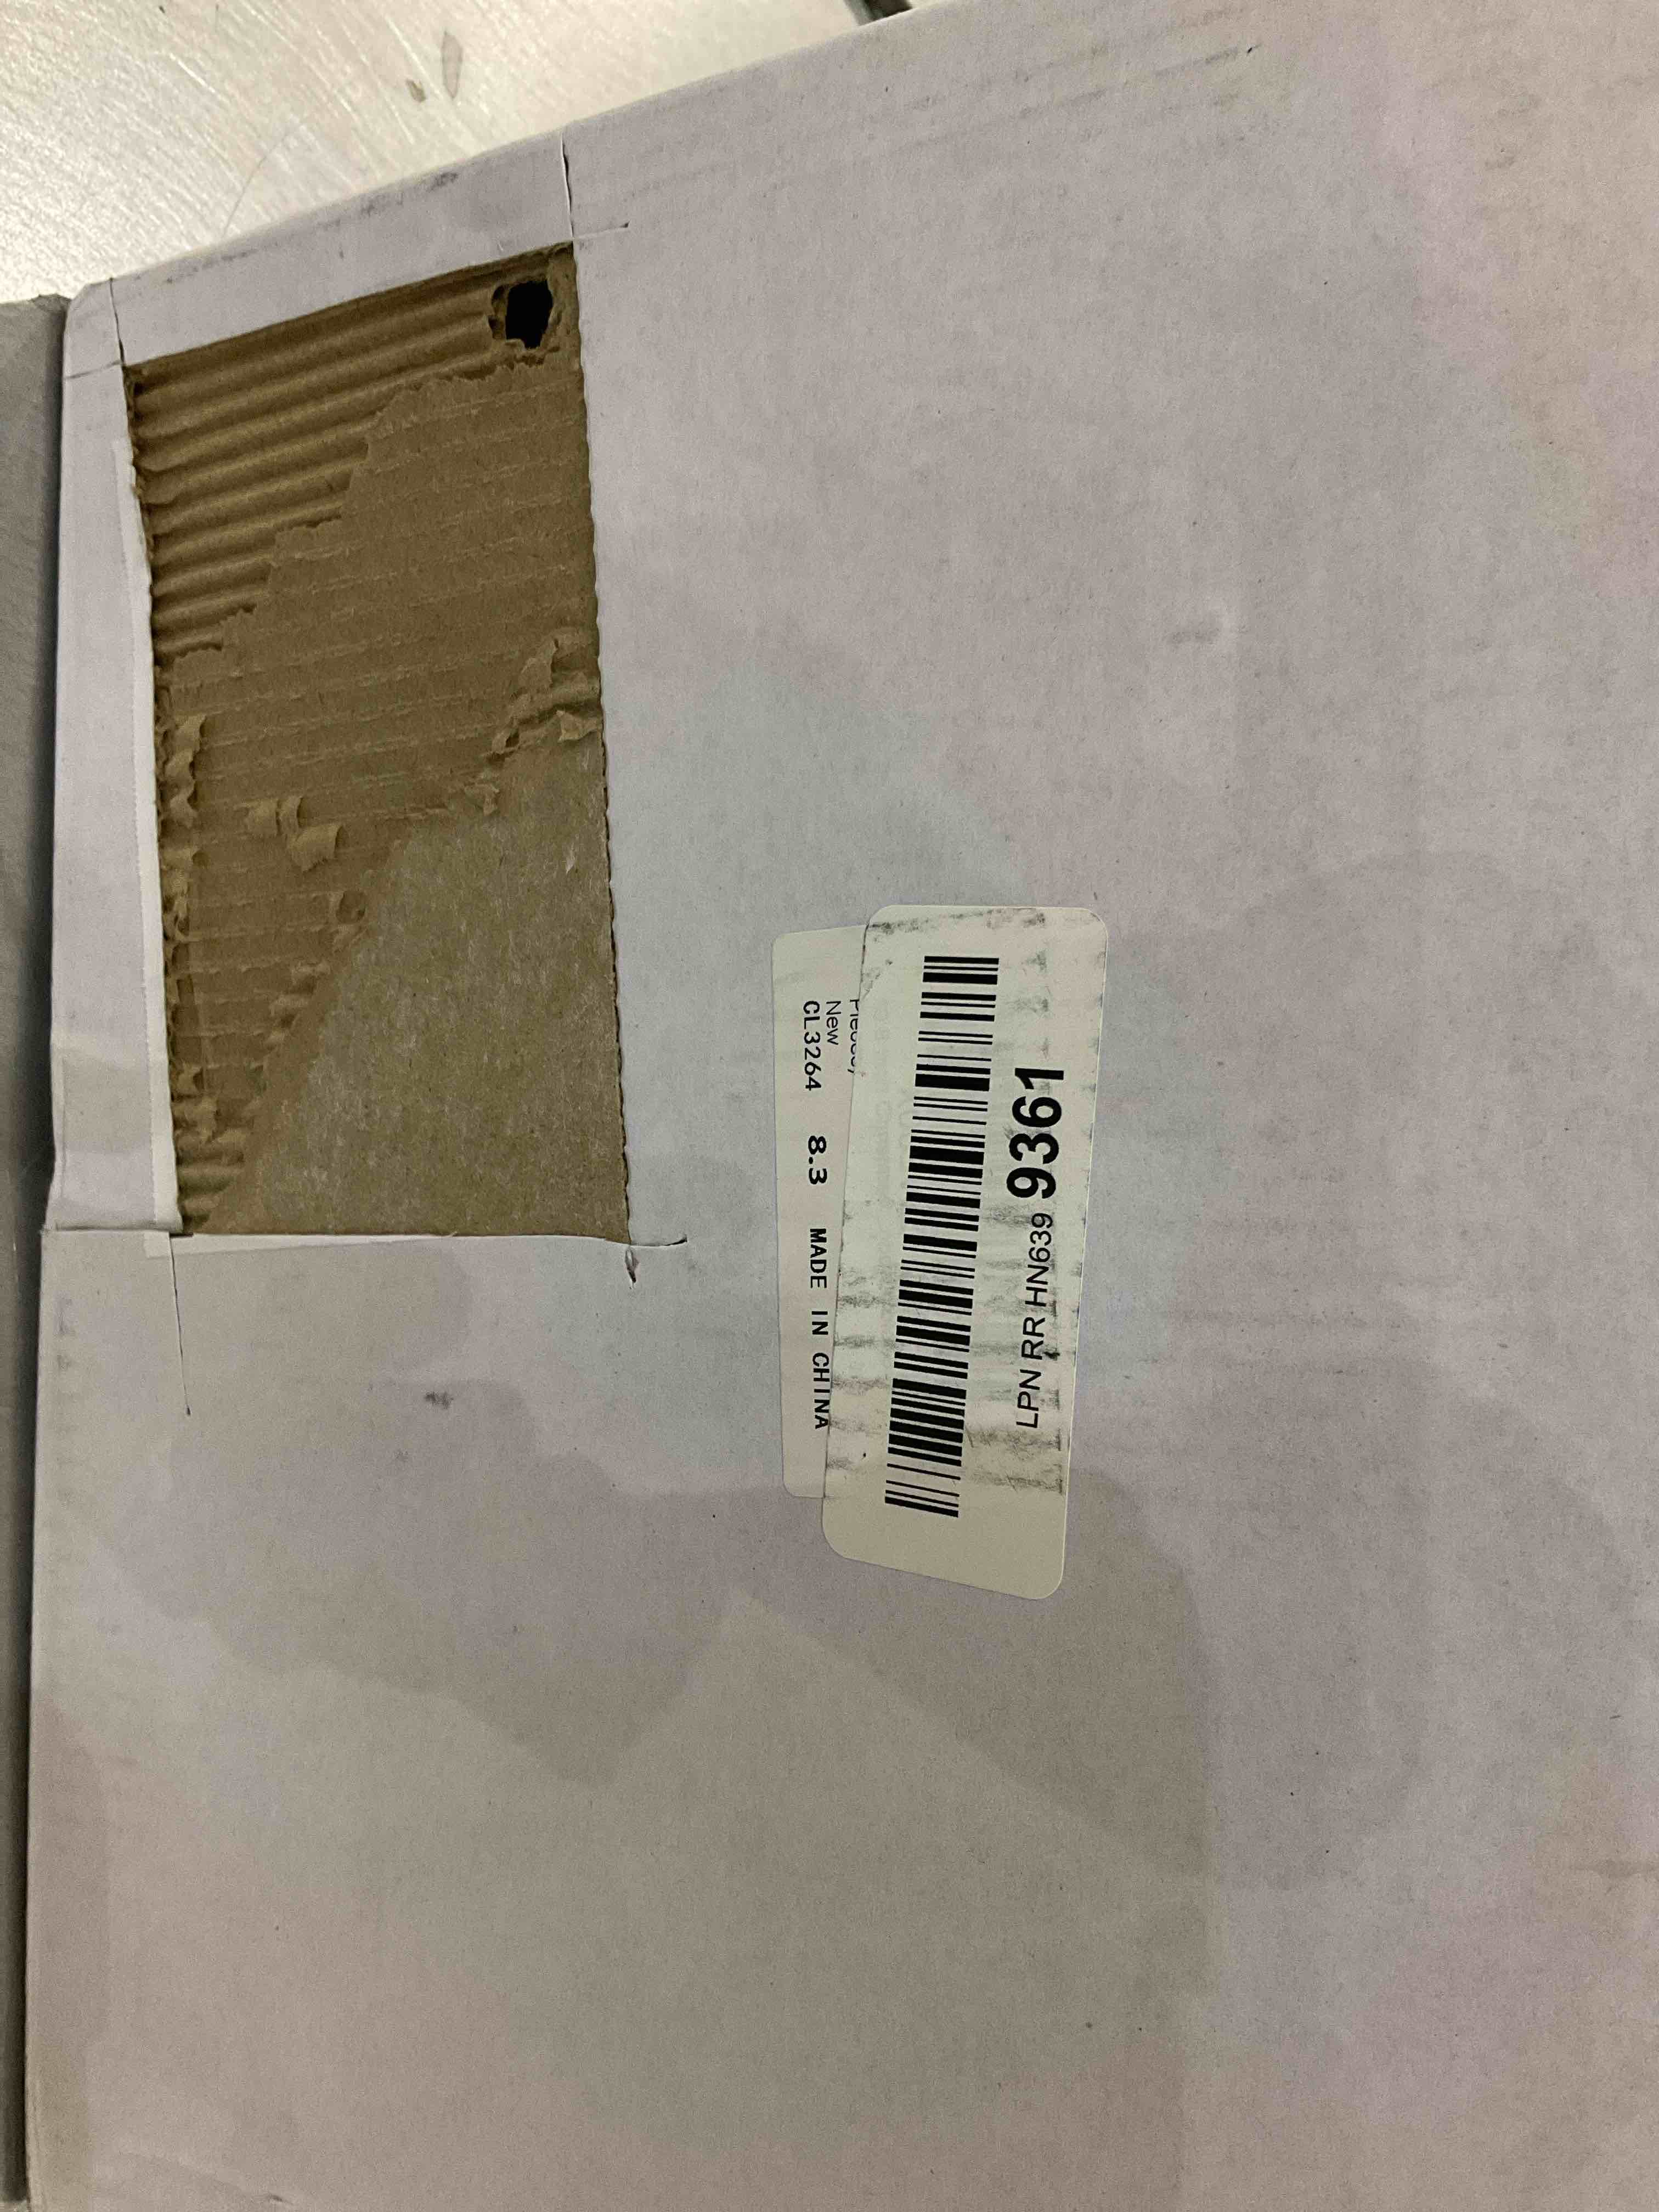 New
CL3264 8.3 MADE IN CHINA
LPN RR HN639 9361